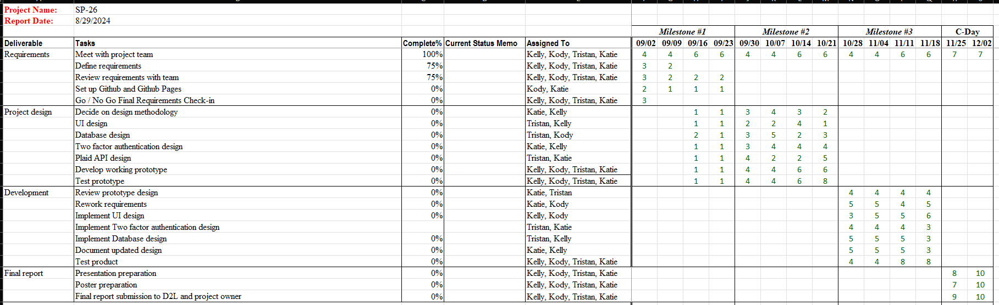 Project Name: SP-26
Report Date: 8/29/2024
Milestone #1 Milestone #2 Milestone #3 C-Day
Deliverable Tasks Complete% Current Status Memo Assigned To 09/02 09/09 09/16 09/23 09/30 10/07 10/14 10/21 10/28 11/04 11/11 11/18 11/25 12/02
Requirements Meet with project team 100% Kelly, Kody, Tristan, Katie 4 4 6 6 4 4 6 6 4 4 6 6 7 7
Define requirements 75% Kelly, Kody, Tristan, Katie 3 2
Review requirements with team 75% Kelly, Kody, Tristan, Katie 3 2 2 2
Set up Github and Github Pages 0% Kody, Katie 2 1 1 1
Go / No Go Final Requirements Check-in 0% Kelly, Kody, Tristan, Katie 3
Project design Decide on design methodology 0% Katie, Kelly 1 1 3 4 3 2
UI design 0% Tristan, Kelly 1 1 2 2 4 1
Database design 0% Tristan, Kody 2 1 3 5 2 3
Two factor authentication design 0% Katie, Kelly 1 1 3 4 4 4
Plaid API design 0% Tristan, Katie 1 1 4 2 2 5
Develop working prototype 0% Kelly, Kody, Tristan, Katie 1 1 4 4 6 6
Test prototype 0% Kelly, Kody, Tristan, Katie 1 1 4 4 6 8
Development Review prototype design 0% Katie, Tristan 4 4 4 4
Rework requirements 0% Katie, Kody 5 5 4 5
Implement UI design 0% Kelly, Kody 3 5 5 6
Implement Two factor authentication design Tristan, Katie 4 4 4 3
Implement Database design 0% Tristan, Kelly 5 5 5 3
Document updated design 0% Katie, Kelly 5 5 5 3
Test product 0% Kelly, Kody, Tristan, Katie 4 4 8 8
Final report Presentation preparation 0% Kelly, Kody, Tristan, Katie 8 10
Poster preparation 0% Kelly, Kody, Tristan, Katie 7 10
Final report submission to D2L and project owner 0% Kelly, Kody, Tristan, Katie 9 10